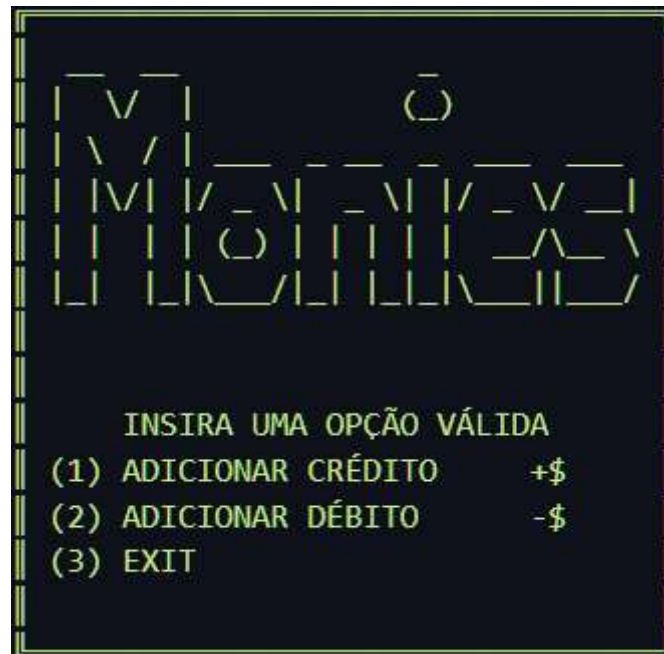 Monies
INSIRA UMA OPÇÃO VÁLIDA
(1) ADICIONAR CRÉDITO +$
(2) ADICIONAR DÉBITO -$
(3) EXIT